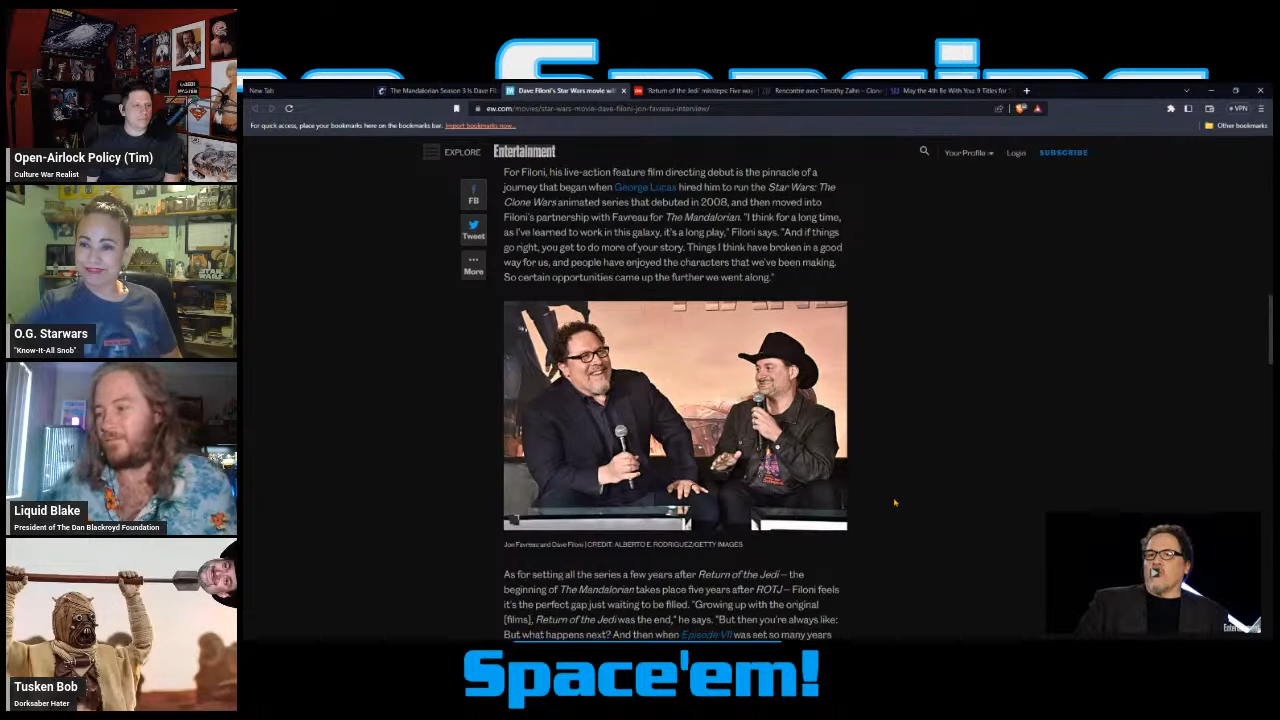 Open-Airlock Policy (Tim)
Culture War Realist
O.G. Starwars
"Know-It-All Snob"
STAR WARS
Liquid Blake
President of The Dan Blackroyd Foundation
Tusken Bob
Dorksaber Hater
New Tab
The Mandalorian Season 3 Is Dave Fil
Dave Filoni's Star Wars movie wi
'Return of the Jedi' missteps: Five wa
Rencontre avec Timothy Zahn – Clone
May the 4th Be With You: 9 Titles for S
ew.com/movies/star-wars-movie-dave-filoni-jon-favreau-interview/
VPN
For quick access, place your bookmarks here on the bookmarks bar. Import bookmarks now...
Other bookmarks
EXPLORE
Entertainment
Your Profile
Login
SUBSCRIBE
FB
Tweet
More
For Filoni, his live-action feature film directing debut is the pinnacle of a
journey that began when George Lucas hired him to run the Star Wars: The
Clone Wars animated series that debuted in 2008, and then moved into
Filoni's partnership with Favreau for The Mandalorian. "I think for a long time,
as I've learned to work in this galaxy, it's a long play," Filoni says. "And if things
go right, you get to do more of your story. Things I think have broken in a good
way for us, and people have enjoyed the characters that we've been making.
So certain opportunities came up the further we went along."
Jon Favreau and Dave Filoni | CREDIT: ALBERTO E. RODRIGUEZ/GETTY IMAGES
As for setting all the series a few years after Return of the Jedi — the
beginning of The Mandalorian takes place five years after ROTJ — Filoni feels
it's the perfect gap just waiting to be filled. "Growing up with the original
[films], Return of the Jedi was the end," he says. "But then you're always like:
But what happens next? And then when Episode VII was set so many years
Entertainment
Space'em!